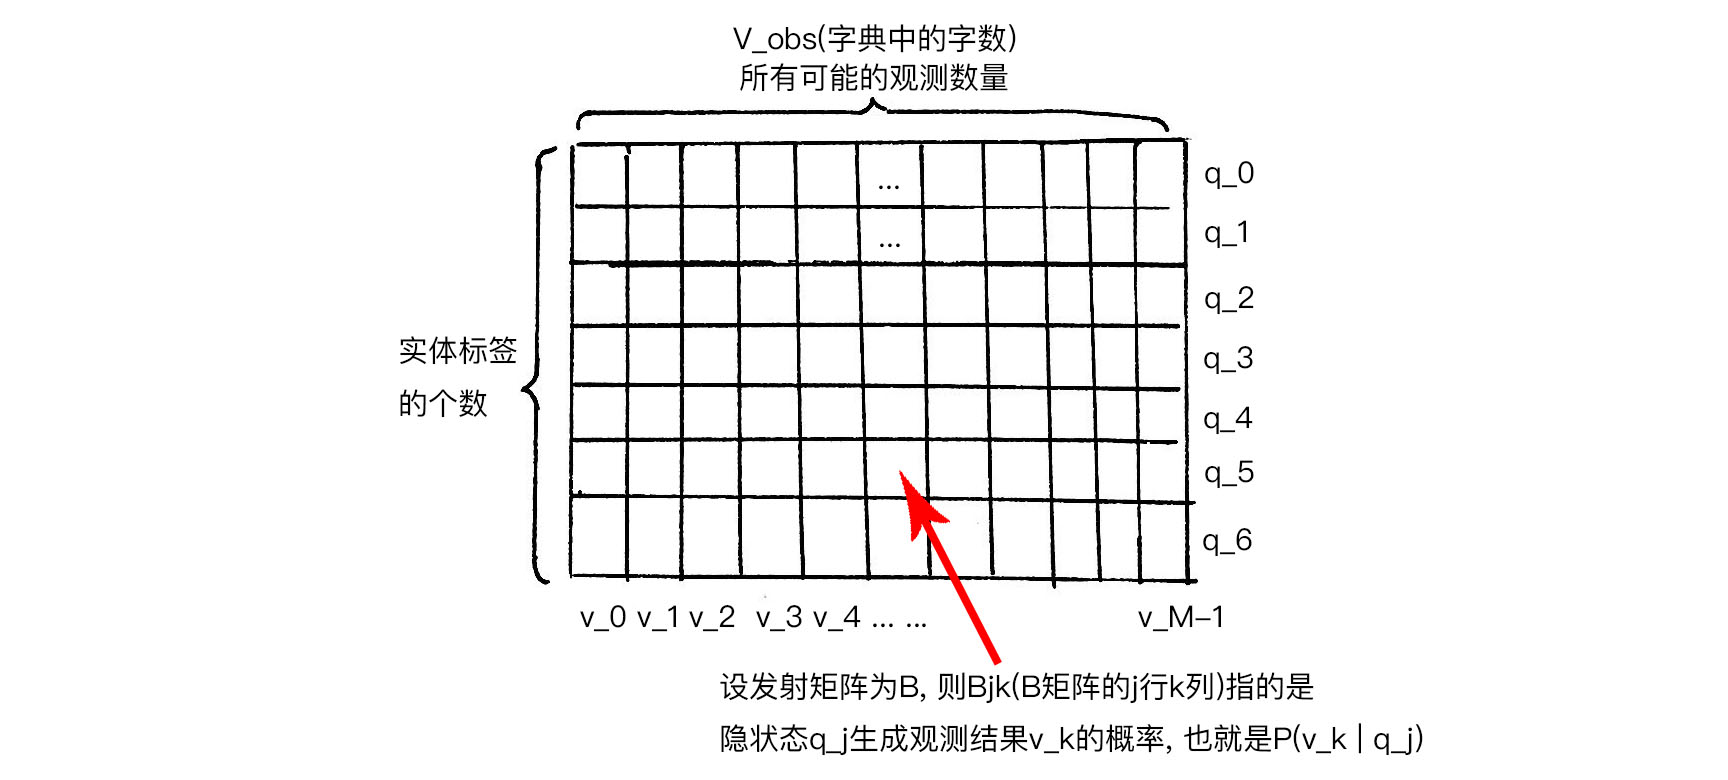 V_obs(字典中的字数)
所有可能的观测数量
... q_0
... q_1
q_2
实体标签
q_3
的个数
q_4
q_5
q_6
v_0 v_1 v_2 v_3 v_4 ... ... v_M-1
设发射矩阵为B, 则Bjk(B矩阵的j行k列)指的是
隐状态q_j生成观测结果v_k的概率, 也就是P(v_k | q_j)